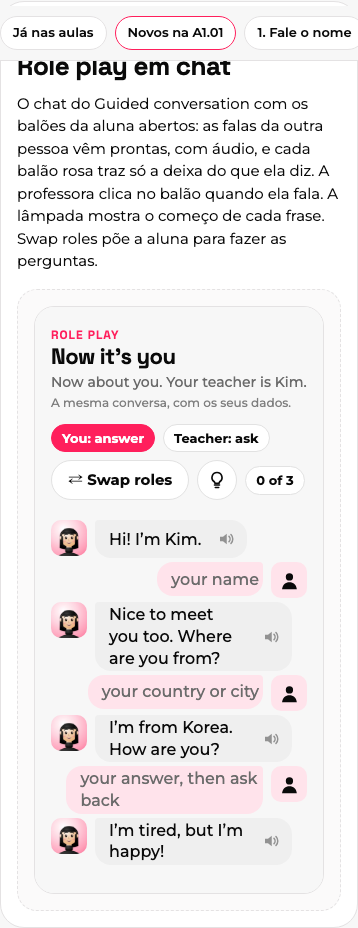 Já nas aulas
Novos na A1.01
1. Fale o nome
Role play em chat
O chat do Guided conversation com os
balões da aluna abertos: as falas da outra
pessoa vêm prontas, com áudio, e cada
balão rosa traz só a deixa do que ela diz. A
professora clica no balão quando ela fala. A
lâmpada mostra o começo de cada frase.
Swap roles põe a aluna para fazer as
perguntas.
ROLE PLAY
Now it's you
Now about you. Your teacher is Kim.
A mesma conversa, com os seus dados.
You: answer
Teacher: ask
Swap roles
0 of 3
Hi! I'm Kim.
your name
Nice to meet
you too. Where
are you from?
your country or city
I'm from Korea.
How are you?
your answer, then ask
back
I'm tired, but I'm
happy!